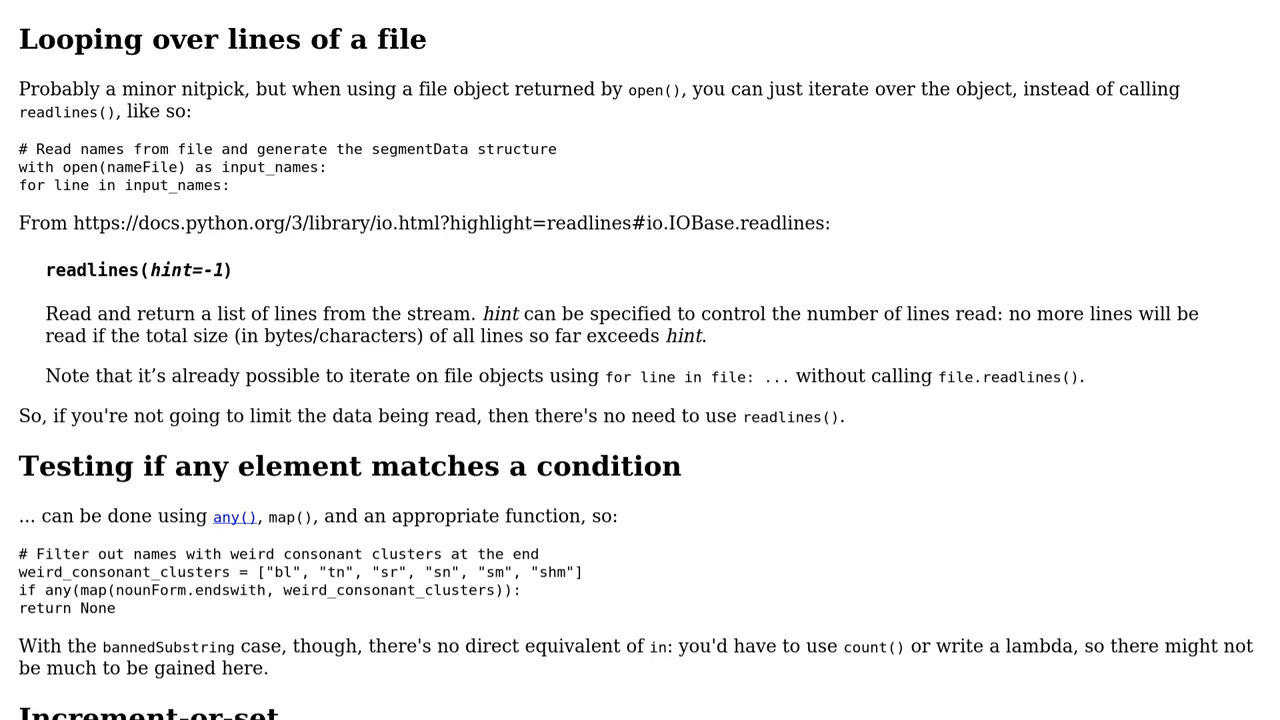 Looping over lines of a file
Probably a minor nitpick, but when using a file object returned by open(), you can just iterate over the object, instead of calling
readlines(), like so:
# Read names from file and generate the segmentData structure
with open(nameFile) as input_names:
for line in input_names:
From https://docs.python.org/3/library/io.html?highlight=readlines#io.IOBase.readlines:
readlines(hint=-1)
Read and return a list of lines from the stream. hint can be specified to control the number of lines read: no more lines will be
read if the total size (in bytes/characters) of all lines so far exceeds hint.
Note that it’s already possible to iterate on file objects using for line in file: ... without calling file.readlines().
So, if you're not going to limit the data being read, then there's no need to use readlines().
Testing if any element matches a condition
... can be done using any(), map(), and an appropriate function, so:
# Filter out names with weird consonant clusters at the end
weird_consonant_clusters = ["bl", "tn", "sr", "sn", "sm", "shm"]
if any(map(nounForm.endswith, weird_consonant_clusters)):
return None
With the bannedSubstring case, though, there's no direct equivalent of in: you'd have to use count() or write a lambda, so there might not
be much to be gained here.
Increment-or-set